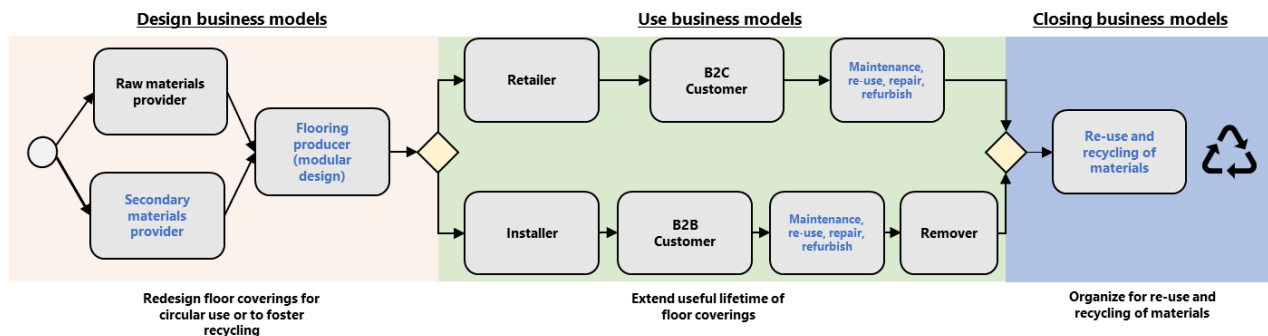 Design business models
Use business models
Closing business models
Raw materials
provider
Secondary
materials
provider
Flooring
producer
(modular
design)
Retailer
B2C
Customer
Maintenance,
re-use, repair,
refurbish
Installer
B2B
Customer
Maintenance,
re-use, repair,
refurbish
Remover
Re-use and
recycling of
materials
Redesign floor coverings for
circular use or to foster
recycling
Extend useful lifetime of
floor coverings
Organize for re-use and
recycling of materials